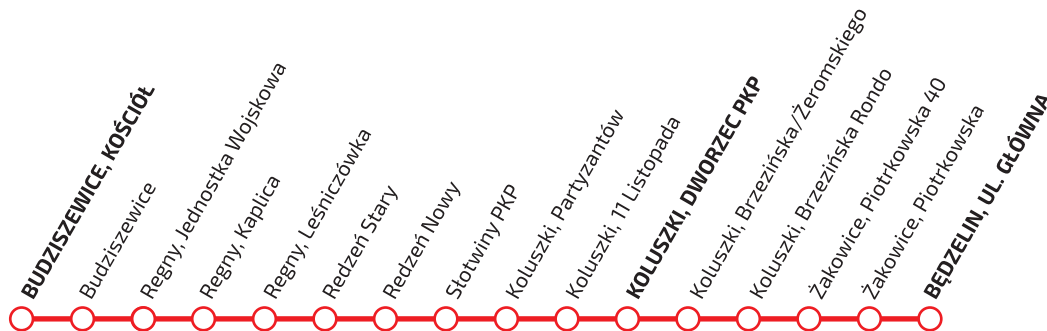 BUDZISZEWICE, KOŚCIÓŁ
Budziszewice
Regny, Jednostka Wojskowa
Regny, Kaplica
Regny, Leśniczówka
Redzeń Stary
Redzeń Nowy
Słotwiny PKP
Koluszki, Partyzantów
Koluszki, 11 Listopada
KOLUSZKI, DWORZEC PKP
Koluszki, Brzezińska/Żeromskiego
Koluszki, Brzezińska Rondo
Żakowice, Piotrkowska 40
Żakowice, Piotrkowska
BĘDZELIN, UL. GŁÓWNA